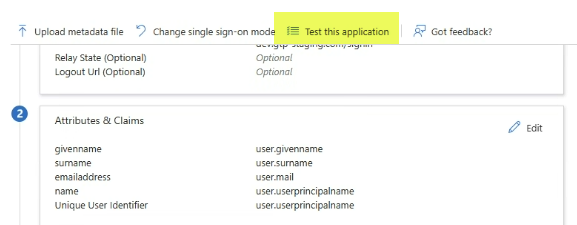 Upload metadata file Change single sign-on mode Test this application Got feedback?
Relay State (Optional) Optional
Logout Url (Optional) Optional
2
Attributes & Claims
Edit
givenname user.givenname
surname user.surname
emailaddress user.mail
name user.userprincipalname
Unique User Identifier user.userprincipalname